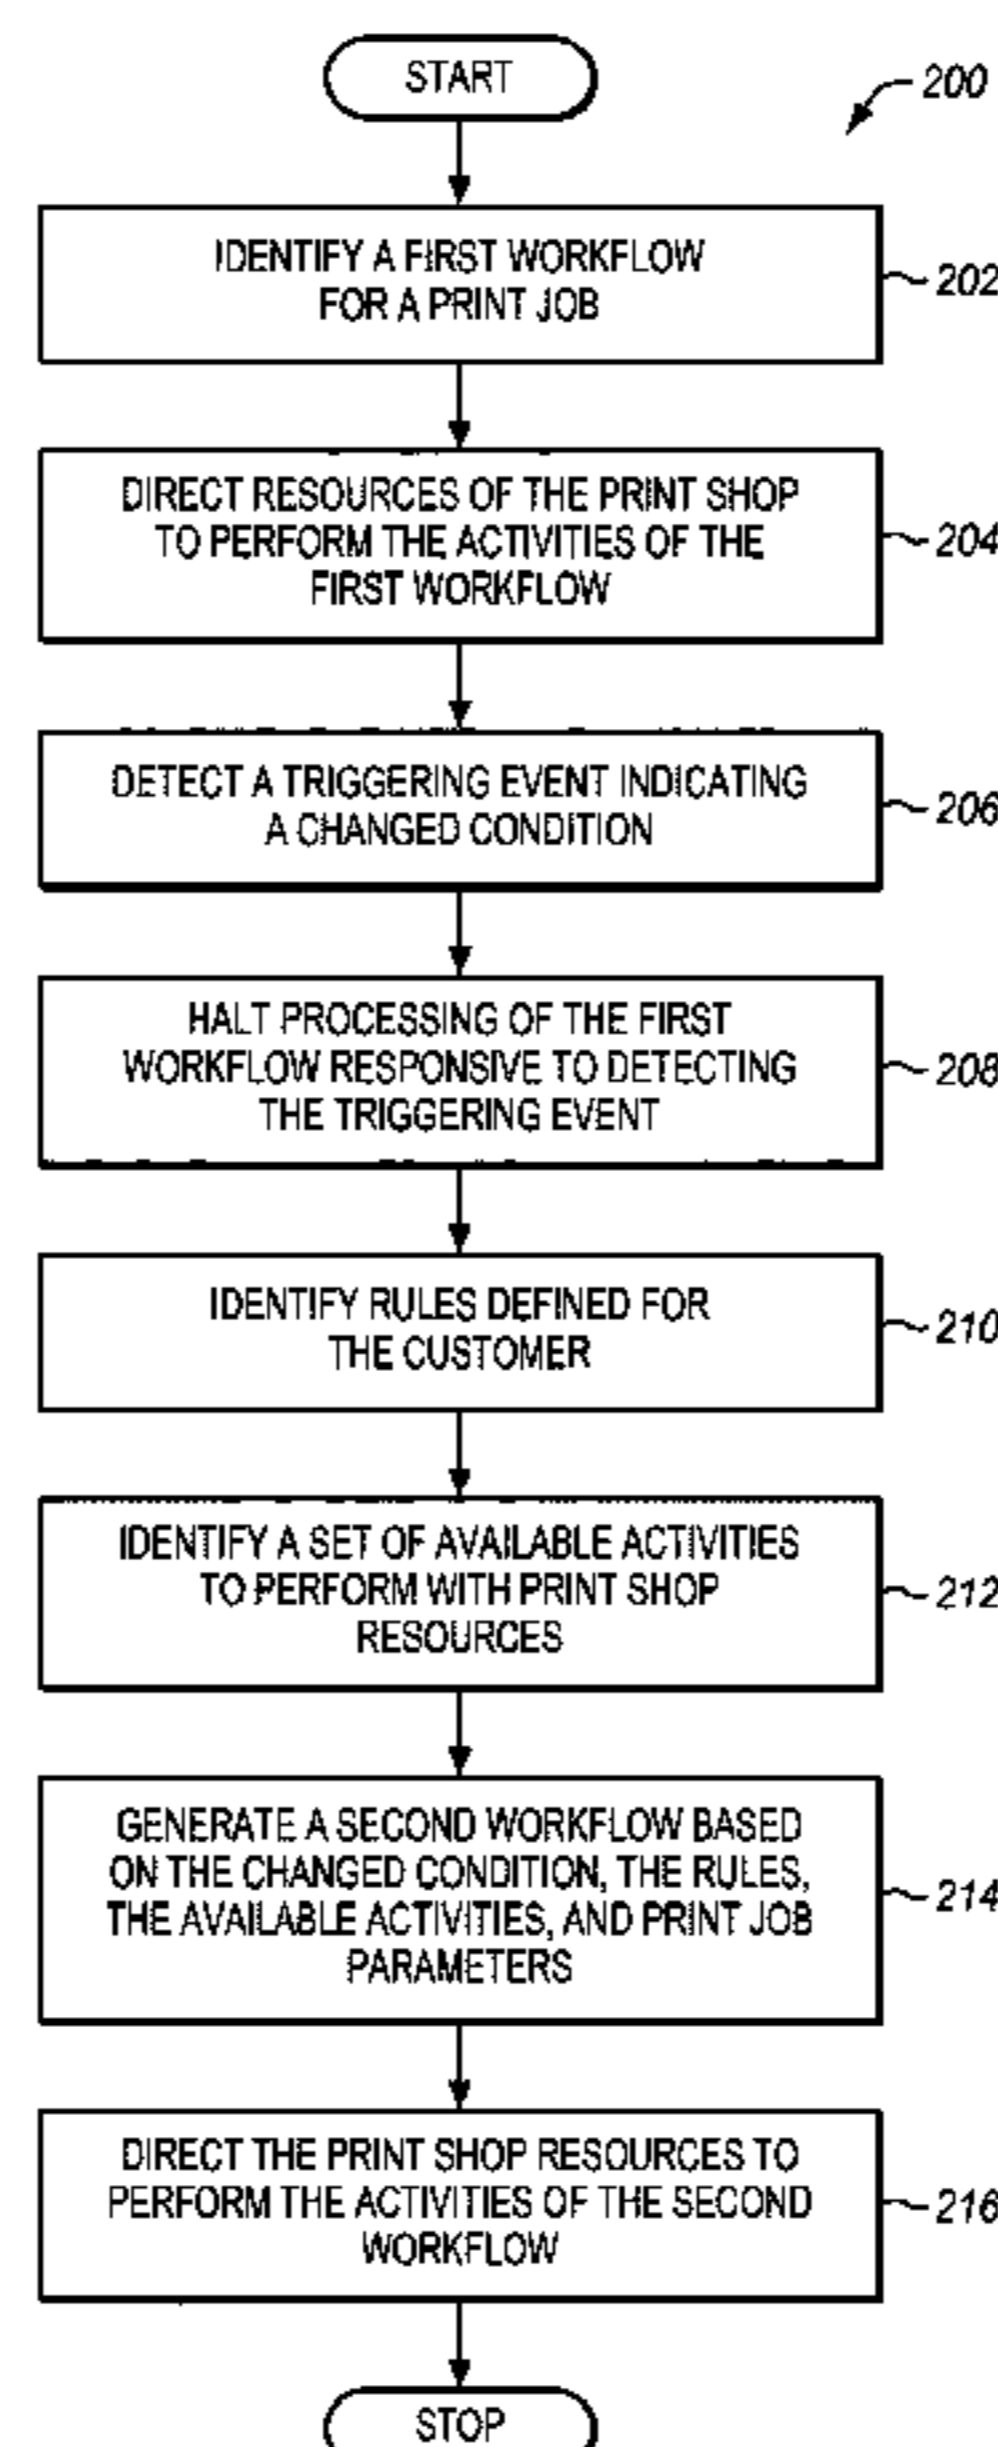 START
200
IDENTIFY A FIRST WORKFLOW
FOR A PRINT JOB
202
DIRECT RESOURCES OF THE PRINT SHOP
TO PERFORM THE ACTIVITIES OF THE
FIRST WORKFLOW
204
DETECT A TRIGGERING EVENT INDICATING
A CHANGED CONDITION
206
HALT PROCESSING OF THE FIRST
WORKFLOW RESPONSIVE TO DETECTING
THE TRIGGERING EVENT
208
IDENTIFY RULES DEFINED FOR
THE CUSTOMER
210
IDENTIFY A SET OF AVAILABLE ACTIVITIES
TO PERFORM WITH PRINT SHOP
RESOURCES
212
GENERATE A SECOND WORKFLOW BASED
ON THE CHANGED CONDITION, THE RULES,
THE AVAILABLE ACTIVITIES, AND PRINT JOB
PARAMETERS
214
DIRECT THE PRINT SHOP RESOURCES TO
PERFORM THE ACTIVITIES OF THE SECOND
WORKFLOW
216
STOP